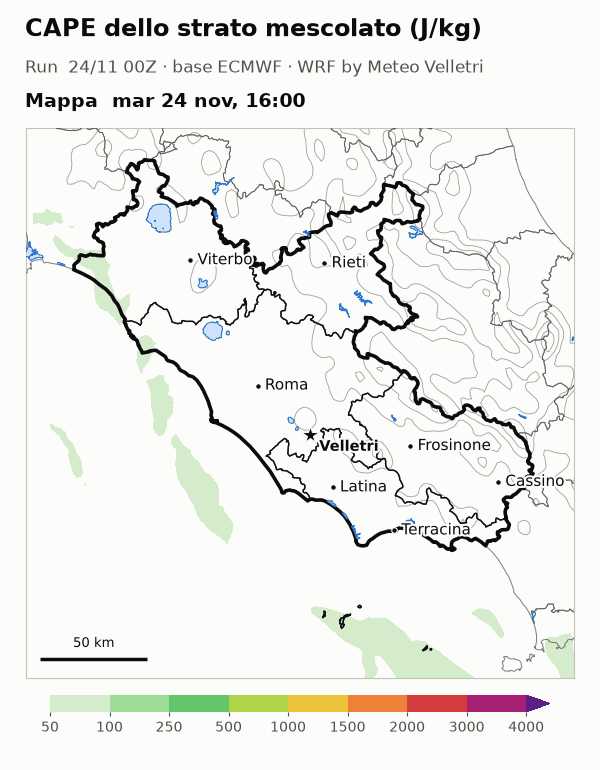 CAPE dello strato mescolato (J/kg)
Run 24/11 00Z · base ECMWF · WRF by Meteo Velletri
Mappa mar 24 nov, 16:00
Viterbo
Rieti
Roma
Velletri
Frosinone
Cassino
Latina
Terracina
50 km
50 100 250 500 1000 1500 2000 3000 4000